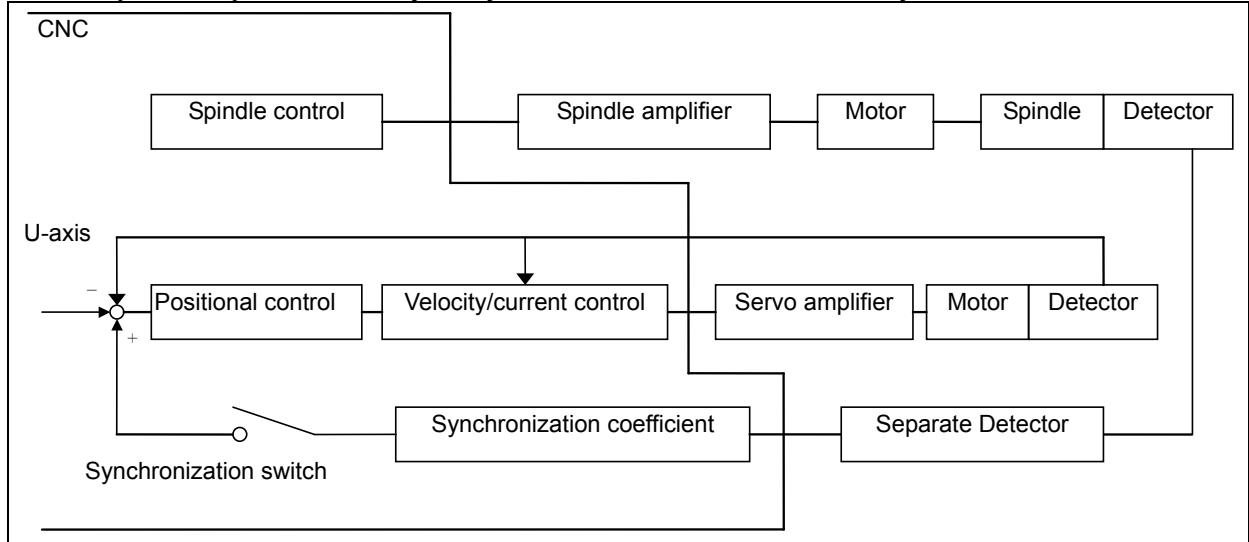 CNC
Spindle control
Spindle amplifier
Motor
Spindle
Detector
U-axis
−
Positional control
Velocity/current control
Servo amplifier
Motor
Detector
+
Synchronization coefficient
Separate Detector
Synchronization switch